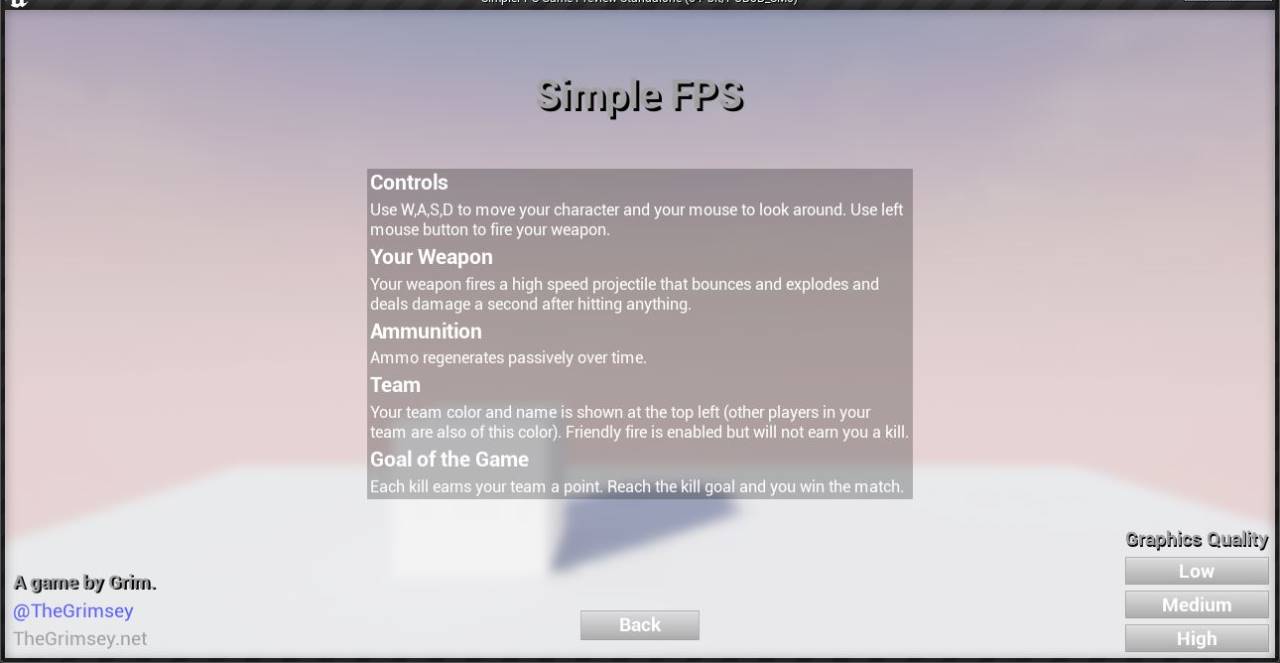 Simple FPS
Controls
Use W,A,S,D to move your character and your mouse to look around. Use left
mouse button to fire your weapon.
Your Weapon
Your weapon fires a high speed projectile that bounces and explodes and
deals damage a second after hitting anything.
Ammunition
Ammo regenerates passively over time.
Team
Your team color and name is shown at the top left (other players in your
team are also of this color). Friendly fire is enabled but will not earn you a kill.
Goal of the Game
Each kill earns your team a point. Reach the kill goal and you win the match.
Graphics Quality
Low
Medium
High
A game by Grim.
@TheGrimsey
TheGrimsey.net
Back